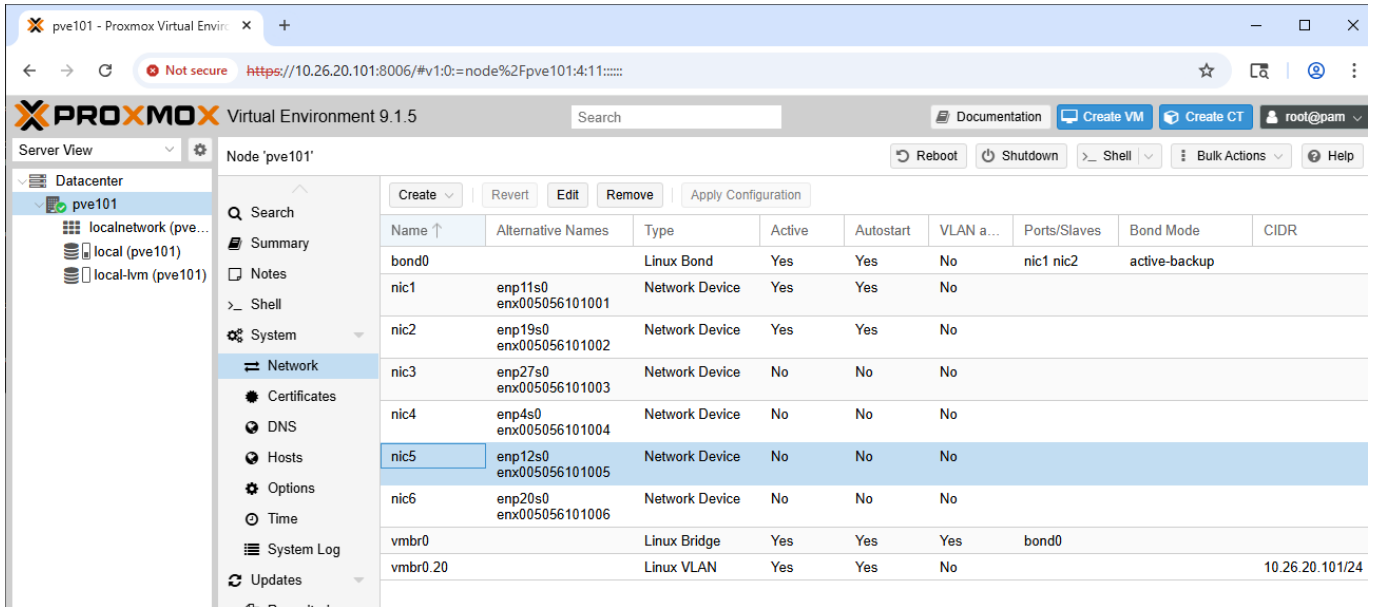 pve101 - Proxmox Virtual Enviro
Not secure https://10.26.20.101:8006/#v1:0:=node%2Fpve101:4:11::::::
PROXMOX Virtual Environment 9.1.5 Search Documentation Create VM Create CT root@pam
Server View Node 'pve101' Reboot Shutdown >_ Shell Bulk Actions Help
Datacenter
pve101
localnetwork (pve...
local (pve101)
local-lvm (pve101)
Search
Summary
Notes
>_ Shell
System
Network
Certificates
DNS
Hosts
Options
Time
System Log
Updates
Create Revert Edit Remove Apply Configuration
Name ↑ Alternative Names Type Active Autostart VLAN a... Ports/Slaves Bond Mode CIDR
bond0 Linux Bond Yes Yes No nic1 nic2 active-backup
nic1 enp11s0 Network Device Yes Yes No
enx005056101001
nic2 enp19s0 Network Device Yes Yes No
enx005056101002
nic3 enp27s0 Network Device No No No
enx005056101003
nic4 enp4s0 Network Device No No No
enx005056101004
nic5 enp12s0 Network Device No No No
enx005056101005
nic6 enp20s0 Network Device No No No
enx005056101006
vmbr0 Linux Bridge Yes Yes Yes bond0
vmbr0.20 Linux VLAN Yes Yes No 10.26.20.101/24